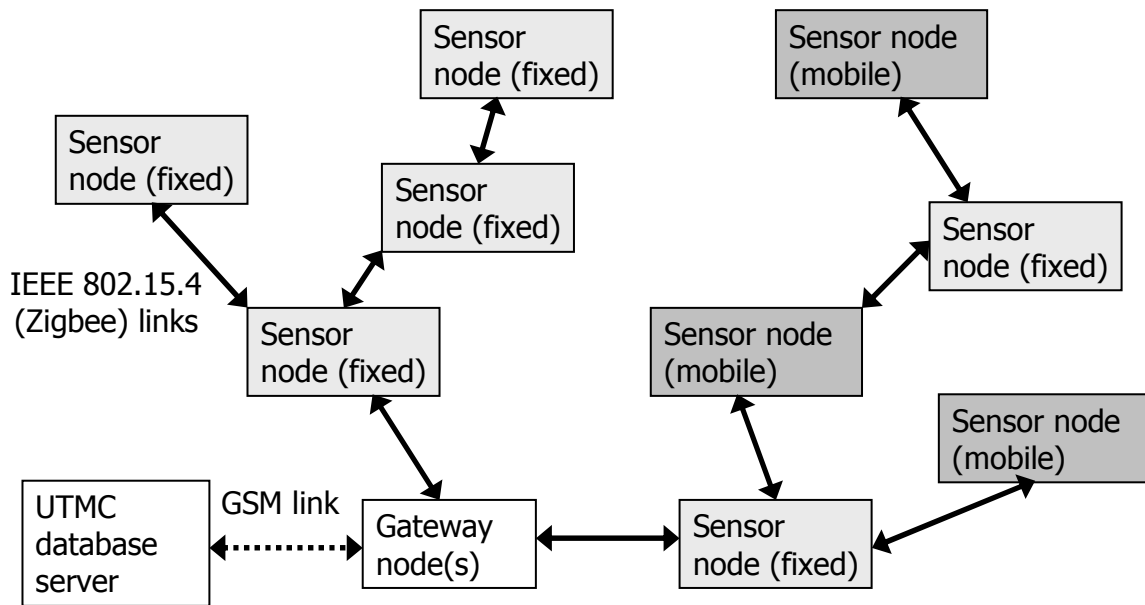 Sensor
node (fixed)
Sensor node
(mobile)
Sensor
node (fixed)
Sensor
node (fixed)
Sensor
node (fixed)
IEEE 802.15.4
(Zigbee) links
Sensor
node (fixed)
Sensor node
(mobile)
Sensor node
(mobile)
UTMC
database
server
GSM link
Gateway
node(s)
Sensor
node (fixed)